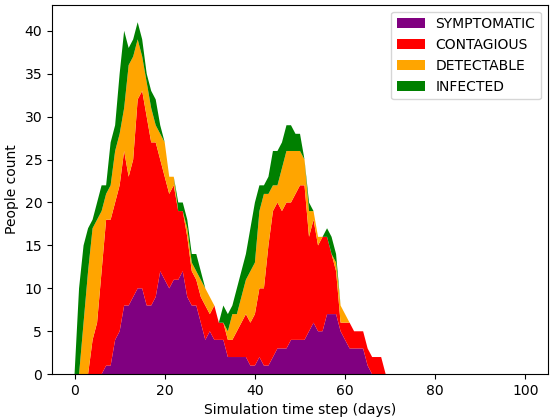 SYMPTOMATIC
CONTAGIOUS
DETECTABLE
INFECTED
People count
40
35
30
25
20
15
10
5
0
0 20 40 60 80 100
Simulation time step (days)